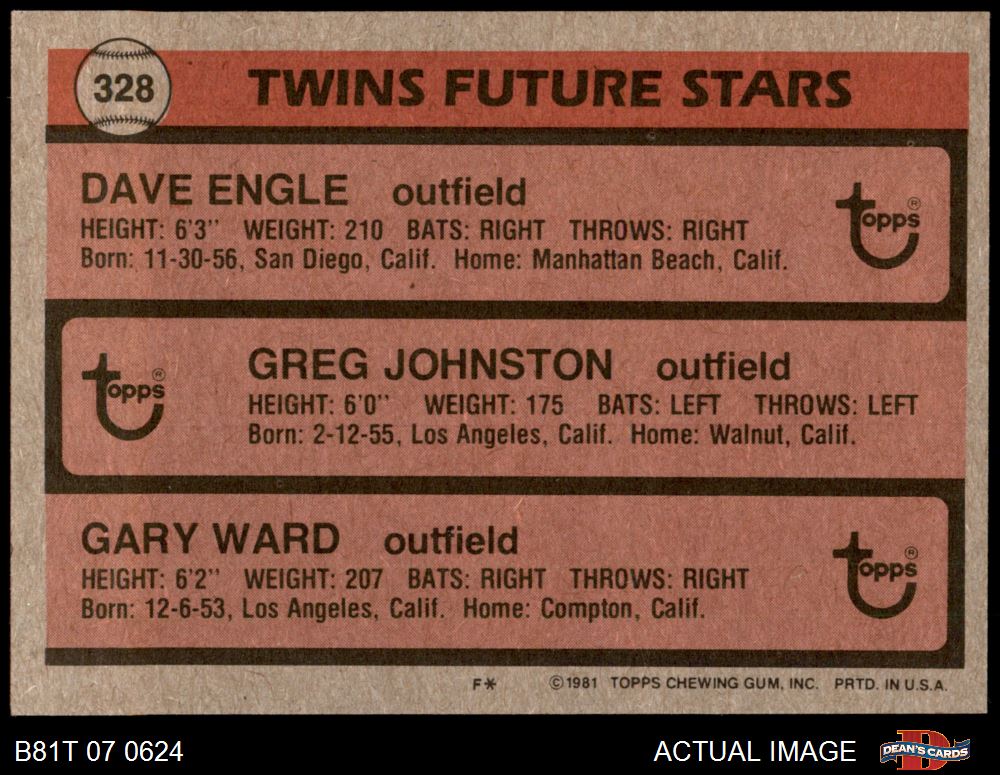 328
TWINS FUTURE STARS
DAVE ENGLE outfield
HEIGHT: 6'3" WEIGHT: 210 BATS: RIGHT THROWS: RIGHT
Born: 11-30-56, San Diego, Calif. Home: Manhattan Beach, Calif.
topps®
GREG JOHNSTON outfield
HEIGHT: 6'0" WEIGHT: 175 BATS: LEFT THROWS: LEFT
Born: 2-12-55, Los Angeles, Calif. Home: Walnut, Calif.
topps®
GARY WARD outfield
HEIGHT: 6'2" WEIGHT: 207 BATS: RIGHT THROWS: RIGHT
Born: 12-6-53, Los Angeles, Calif. Home: Compton, Calif.
topps®
F* ©1981 TOPPS CHEWING GUM, INC. PRTD. IN U.S.A.
B81T 07 0624 ACTUAL IMAGE
D
DEAN'S CARDS